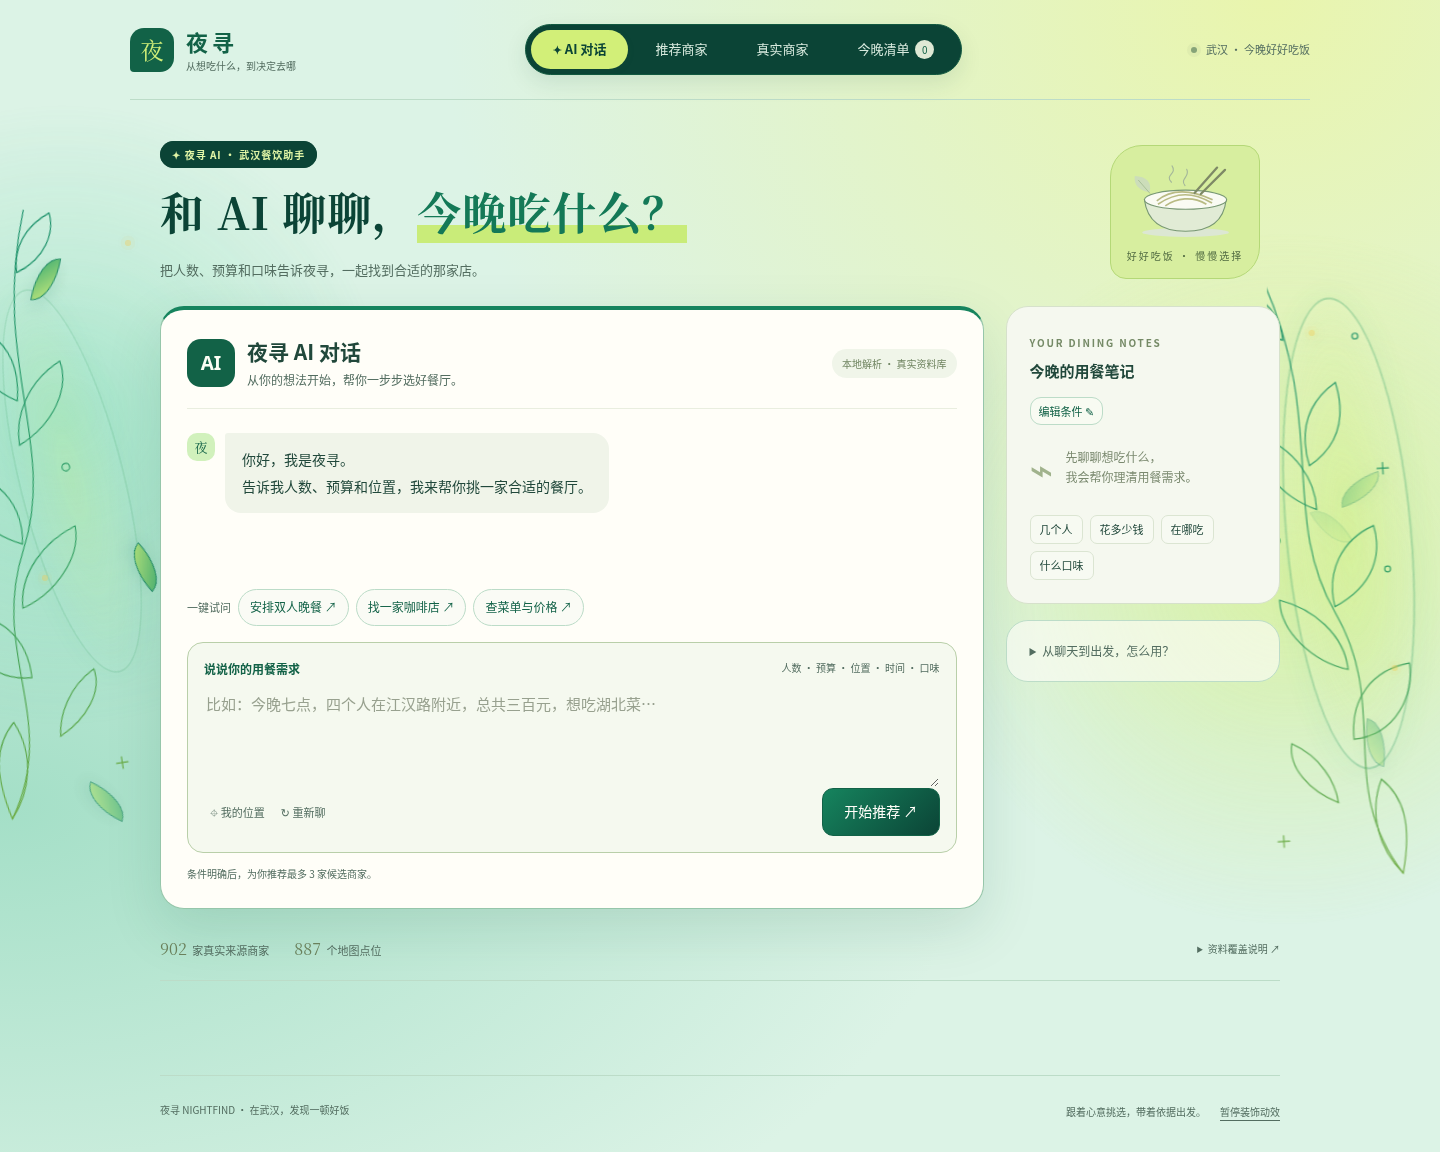 夜
夜寻
从想吃什么，到决定去哪
✦ AI 对话
推荐商家
真实商家
今晚清单 0
武汉 · 今晚好好吃饭
✦ 夜寻 AI · 武汉餐饮助手
和 AI 聊聊，今晚吃什么？
把人数、预算和口味告诉夜寻，一起找到合适的那家店。
好好吃饭 · 慢慢选择
AI
夜寻 AI 对话
从你的想法开始，帮你一步步选好餐厅。
本地解析 · 真实资料库
夜
你好，我是夜寻。
告诉我人数、预算和位置，我来帮你挑一家合适的餐厅。
一键试问
安排双人晚餐 ↗
找一家咖啡店 ↗
查菜单与价格 ↗
说说你的用餐需求
人数 · 预算 · 位置 · 时间 · 口味
比如：今晚七点，四个人在江汉路附近，总共三百元，想吃湖北菜…
⌖ 我的位置
↻ 重新聊
开始推荐 ↗
条件明确后，为你推荐最多 3 家候选商家。
YOUR DINING NOTES
今晚的用餐笔记
编辑条件 ✎
先聊聊想吃什么，
我会帮你理清用餐需求。
几个人
花多少钱
在哪吃
什么口味
▶ 从聊天到出发，怎么用？
902 家真实来源商家
887 个地图点位
▶ 资料覆盖说明 ↗
夜寻 NIGHTFIND · 在武汉，发现一顿好饭
跟着心意挑选，带着依据出发。
暂停装饰动效